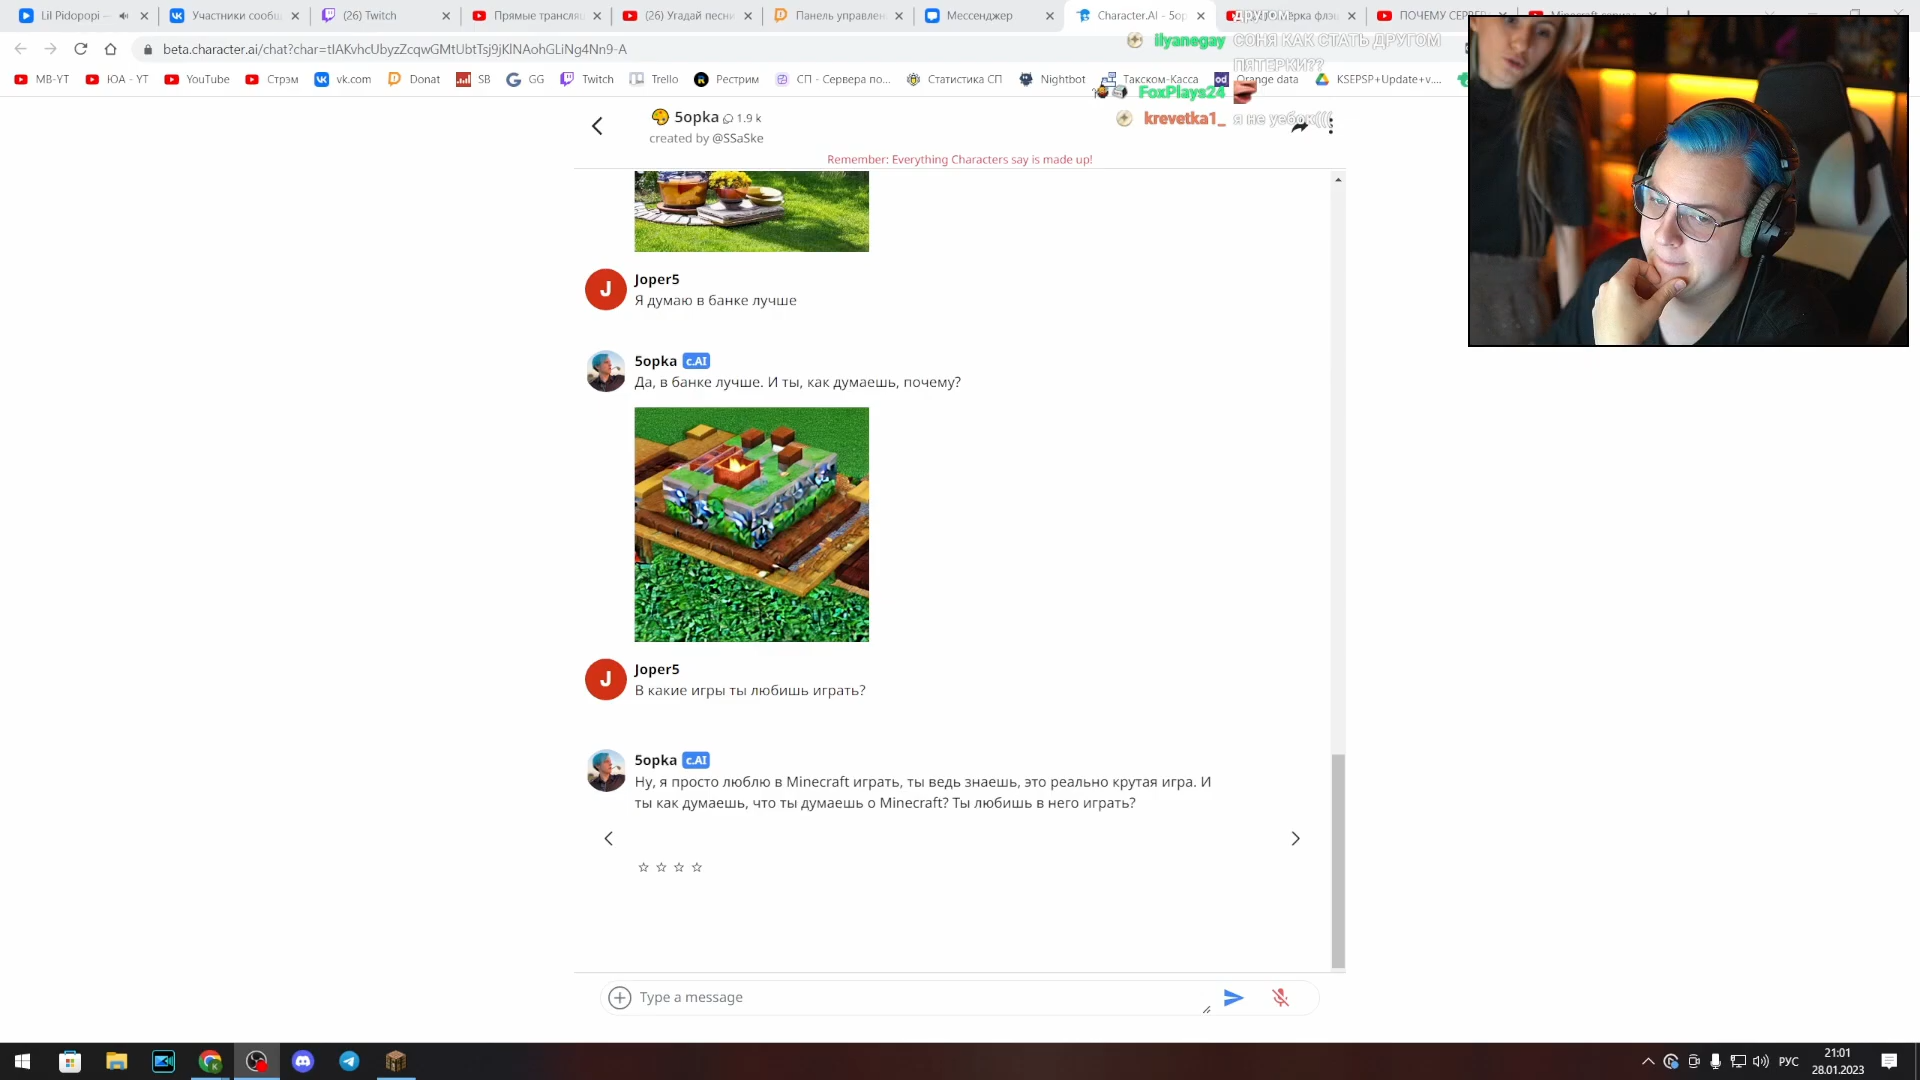 Lil Pidopopi –
Участники сообщ
(26) Twitch
Прямые трансля
(26) Угадай песн
Панель управлен
Мессенджер
Character.AI - 5op
ПОЧЕМУ СЕРВЕР
beta.character.ai/chat?char=tIAKvhcUbyzZcqwGMtUbtTsj9jKlNAohGLiNg4Nn9-A
МВ-YT
ЮА - YT
YouTube
Стрэм
vk.com
Donat
SB
GG
Twitch
Trello
Рестрим
СП - Сервера по...
Статистика СП
Nightbot
Такском-Касса
Orange data
KSEPSP+Update+v....
другом
ilyanegay СОНЯ КАК СТАТЬ ДРУГОМ
ПЯТЕРКИ??
FoxPlays24
krevetka1_ я не уебок(((
5opka 1.9 k
created by @SSaSke
Remember: Everything Characters say is made up!
J
Joper5
Я думаю в банке лучше
5opka c.AI
Да, в банке лучше. И ты, как думаешь, почему?
J
Joper5
В какие игры ты любишь играть?
5opka c.AI
Ну, я просто люблю в Minecraft играть, ты ведь знаешь, это реально крутая игра. И
ты как думаешь, что ты думаешь о Minecraft? Ты любишь в него играть?
Type a message
РУС
21:01
28.01.2023